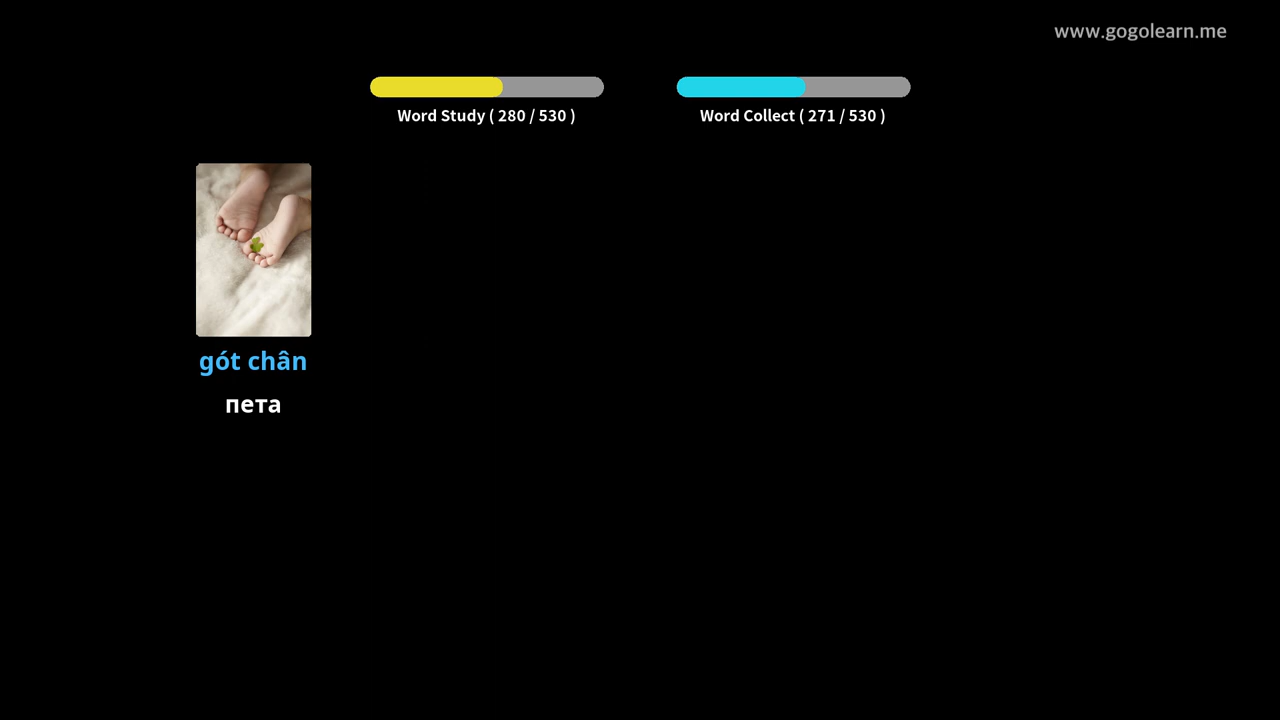 www.gogolearn.me
Word Study ( 280 / 530 )
Word Collect ( 271 / 530 )
gót chân
пета